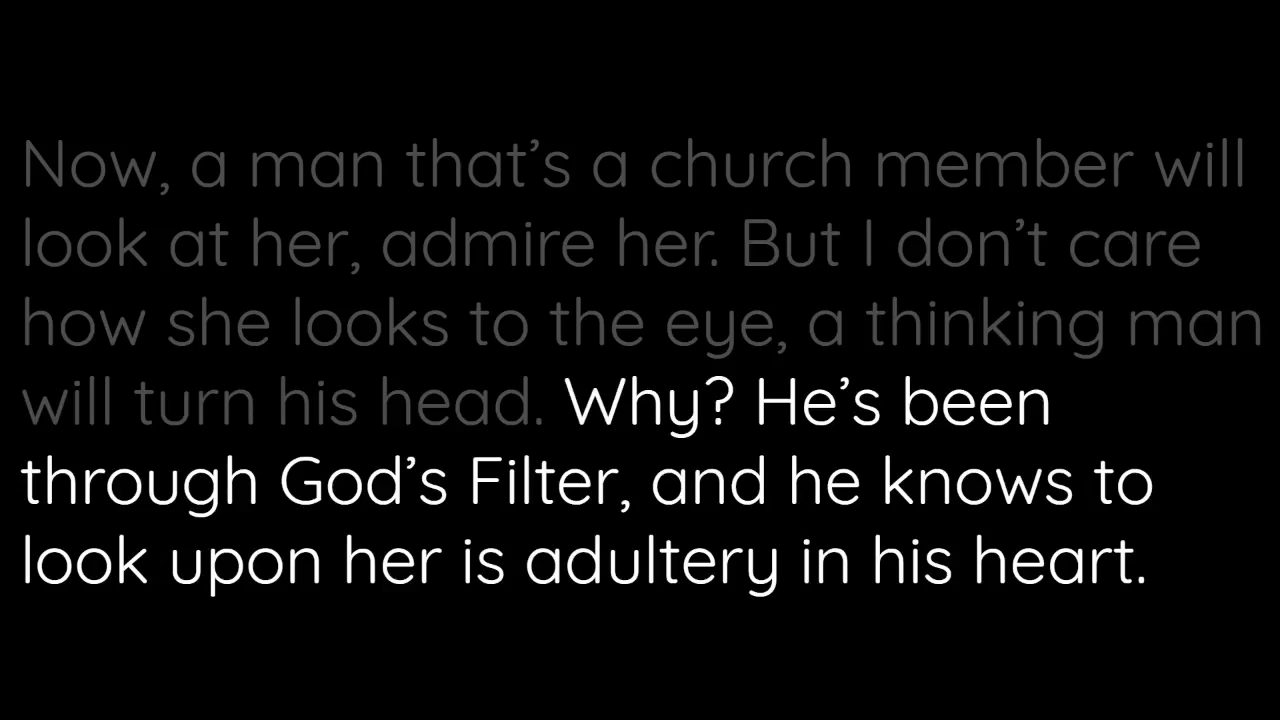 Now, a man that’s a church member will
look at her, admire her. But I don’t care
how she looks to the eye, a thinking man
will turn his head. Why? He’s been
through God’s Filter, and he knows to
look upon her is adultery in his heart.